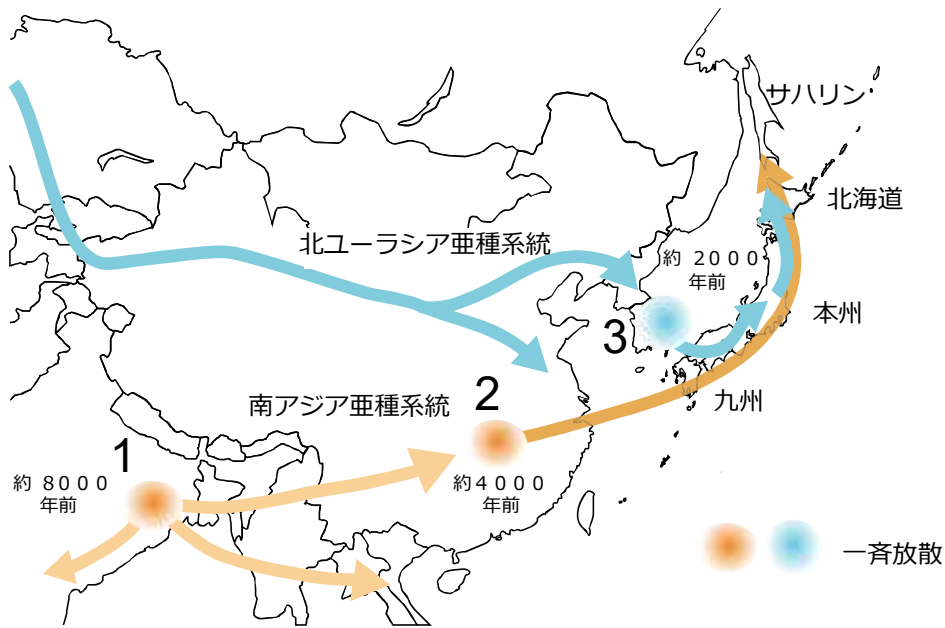 サハリン
北海道
北ユーラシア亜種系統
約 ２０００
年前
本州
3
九州
南アジア亜種系統
2
1
約 ８０００
年前
約４０００
年前
一斉放散